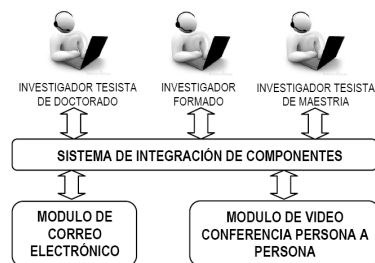 INVESTIGADOR TESISTA
DE DOCTORADO
INVESTIGADOR
FORMADO
INVESTIGADOR TESISTA
DE MAESTRIA
SISTEMA DE INTEGRACIÓN DE COMPONENTES
MODULO DE
CORREO
ELECTRÓNICO
MODULO DE VIDEO
CONFERENCIA PERSONA A
PERSONA